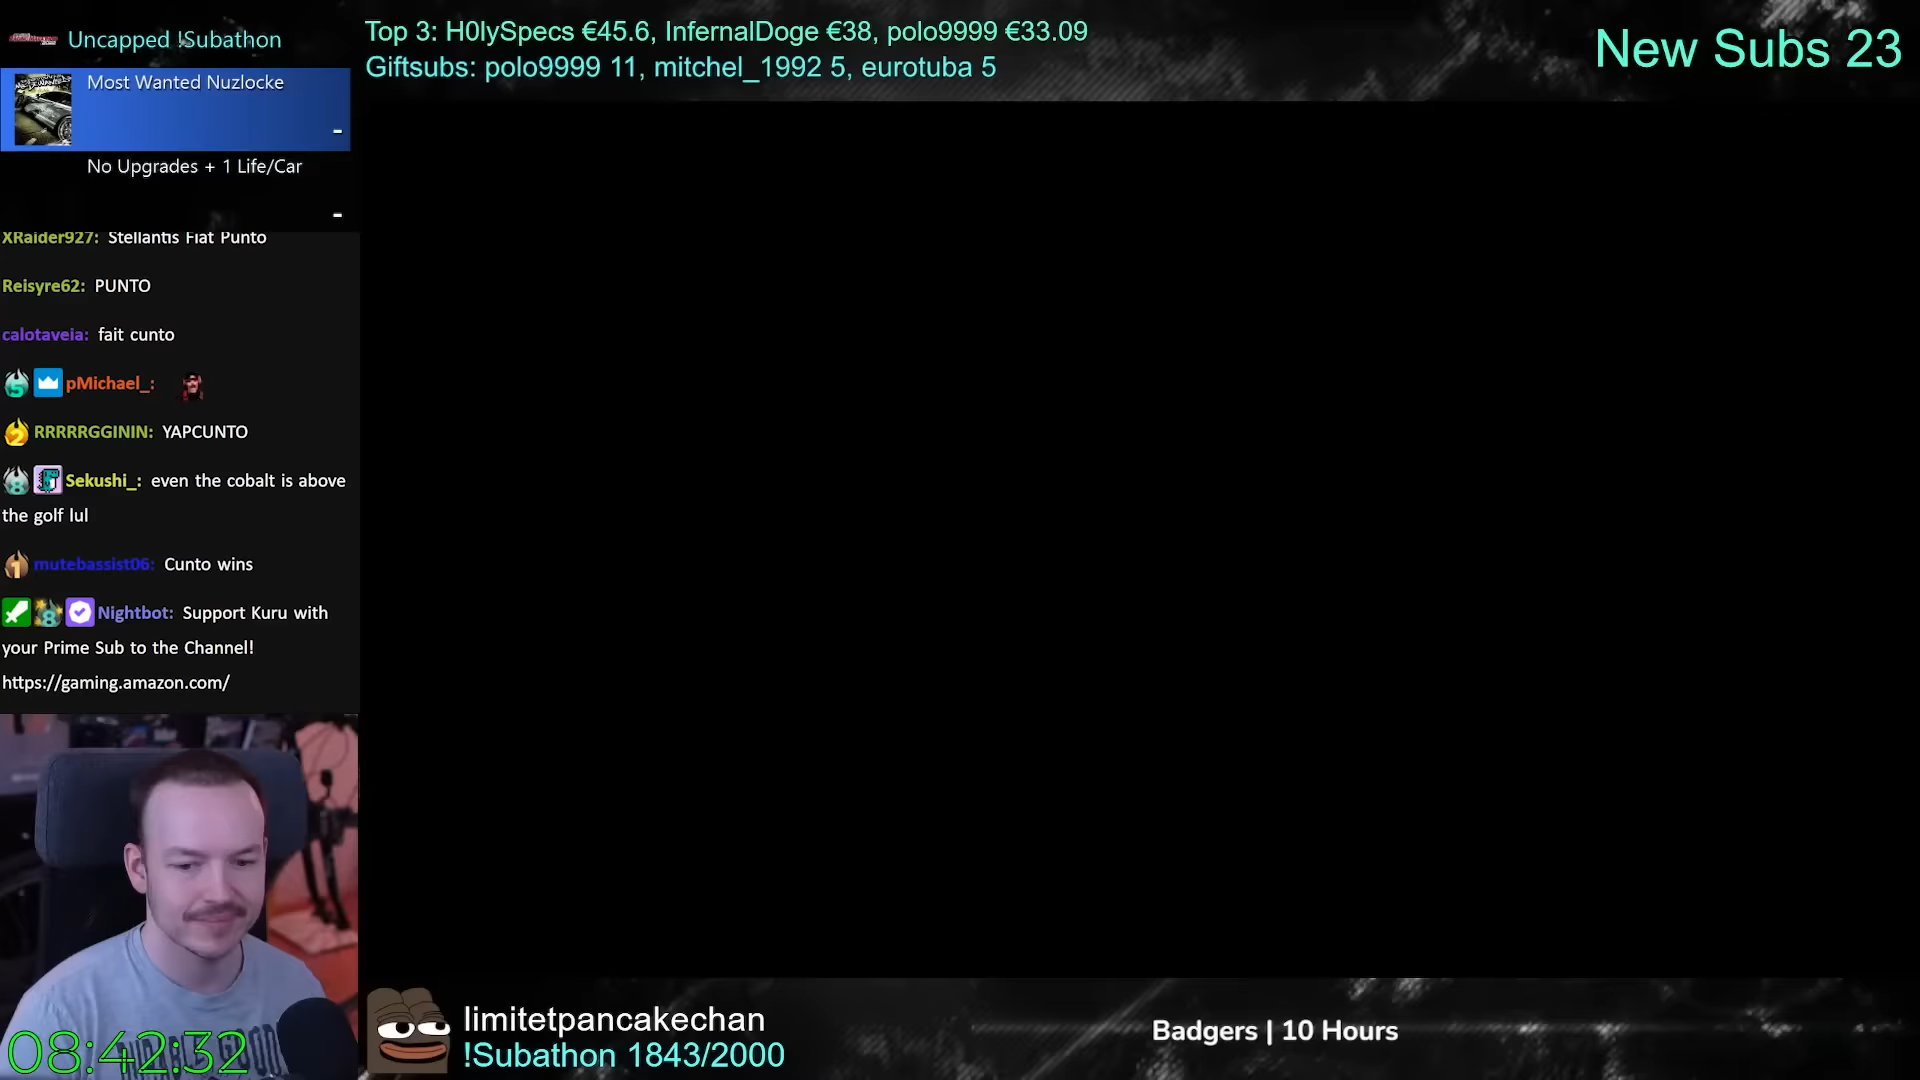 Uncapped !Subathon
Most Wanted Nuzlocke
-
No Upgrades + 1 Life/Car
-
XRaider927: Stellantis Fiat Punto
Reisyre62: PUNTO
calotaveia: fait cunto
pMichael_:
RRRRRGGININ: YAPCUNTO
Sekushi_: even the cobalt is above
the golf lul
mutebassist06: Cunto wins
Nightbot: Support Kuru with
your Prime Sub to the Channel!
https://gaming.amazon.com/
08:42:32
Top 3: H0lySpecs €45.6, InfernalDoge €38, polo9999 €33.09
Giftsubs: polo9999 11, mitchel_1992 5, eurotuba 5
New Subs 23
limitetpancakechan
!Subathon 1843/2000
Badgers | 10 Hours